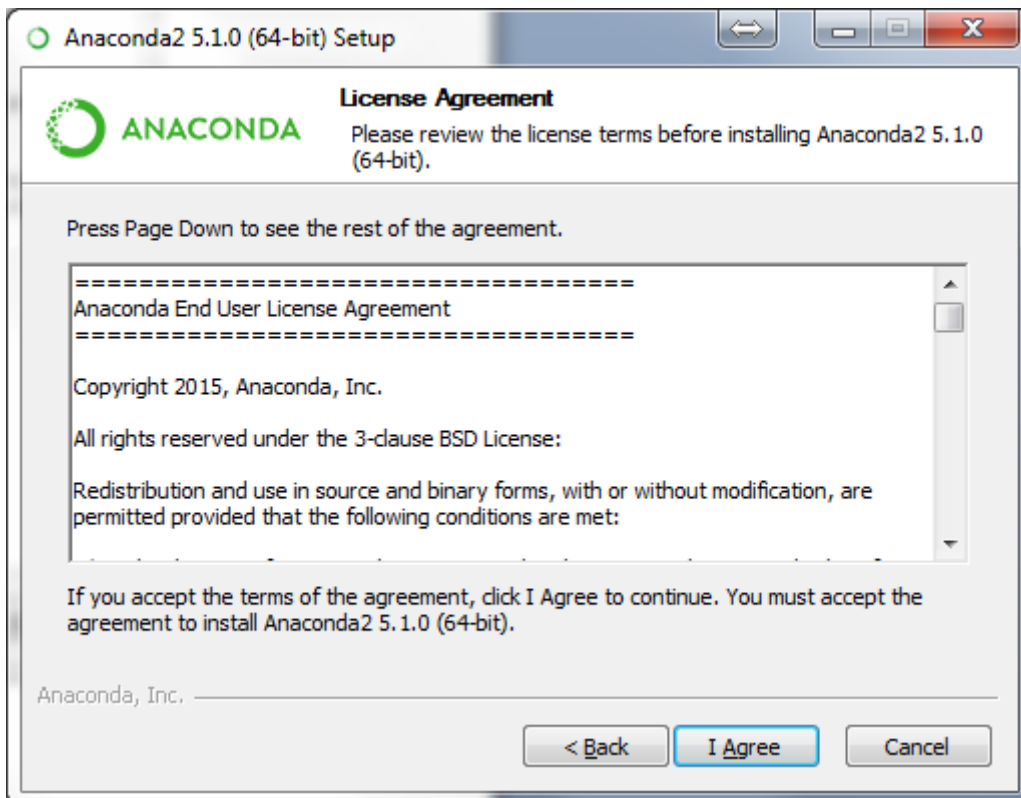 Anaconda2 5.1.0 (64-bit) Setup
ANACONDA
License Agreement
Please review the license terms before installing Anaconda2 5.1.0
(64-bit).
Press Page Down to see the rest of the agreement.
===================================
Anaconda End User License Agreement
===================================
Copyright 2015, Anaconda, Inc.
All rights reserved under the 3-clause BSD License:
Redistribution and use in source and binary forms, with or without modification, are
permitted provided that the following conditions are met:
If you accept the terms of the agreement, click I Agree to continue. You must accept the
agreement to install Anaconda2 5.1.0 (64-bit).
Anaconda, Inc.
< Back
I Agree
Cancel